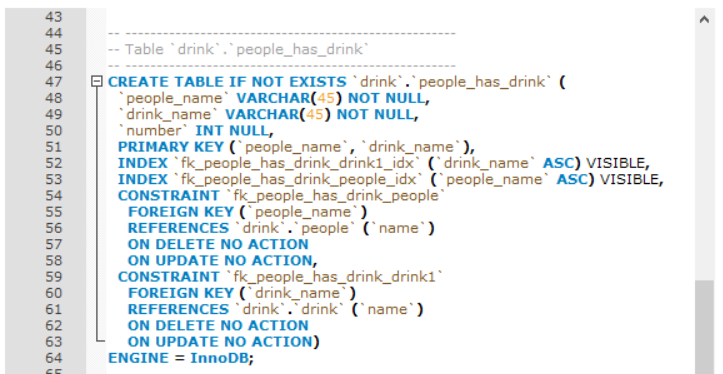 43
44 -- -----------------------------------------------------
45 -- Table `drink`.`people_has_drink`
46 -- -----------------------------------------------------
47 CREATE TABLE IF NOT EXISTS `drink`.`people_has_drink` (
48 `people_name` VARCHAR(45) NOT NULL,
49 `drink_name` VARCHAR(45) NOT NULL,
50 `number` INT NULL,
51 PRIMARY KEY (`people_name`, `drink_name`),
52 INDEX `fk_people_has_drink_drink1_idx` (`drink_name` ASC) VISIBLE,
53 INDEX `fk_people_has_drink_people_idx` (`people_name` ASC) VISIBLE,
54 CONSTRAINT `fk_people_has_drink_people`
55 FOREIGN KEY (`people_name`)
56 REFERENCES `drink`.`people` (`name`)
57 ON DELETE NO ACTION
58 ON UPDATE NO ACTION,
59 CONSTRAINT `fk_people_has_drink_drink1`
60 FOREIGN KEY (`drink_name`)
61 REFERENCES `drink`.`drink` (`name`)
62 ON DELETE NO ACTION
63 ON UPDATE NO ACTION)
64 ENGINE = InnoDB;
65